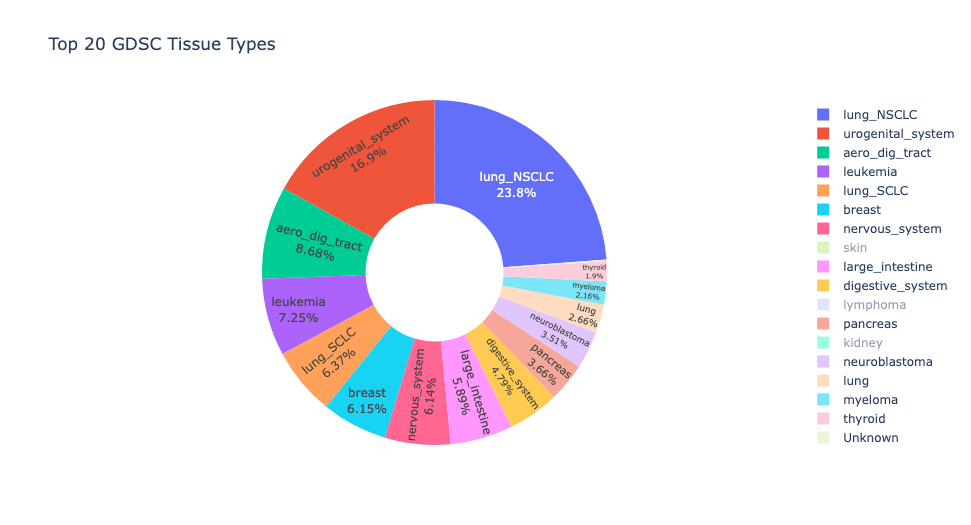 Top 20 GDSC Tissue Types
lung_NSCLC
23.8%
urogenital_system
16.9%
aero_dig_tract
8.68%
leukemia
7.25%
lung_SCLC
6.37%
breast
6.15%
nervous_system
6.14%
large_intestine
5.89%
digestive_system
4.79%
pancreas
3.66%
neuroblastoma
3.51%
lung
2.66%
myeloma
2.16%
thyroid
1.9%
lung_NSCLC
urogenital_system
aero_dig_tract
leukemia
lung_SCLC
breast
nervous_system
skin
large_intestine
digestive_system
lymphoma
pancreas
kidney
neuroblastoma
lung
myeloma
thyroid
Unknown